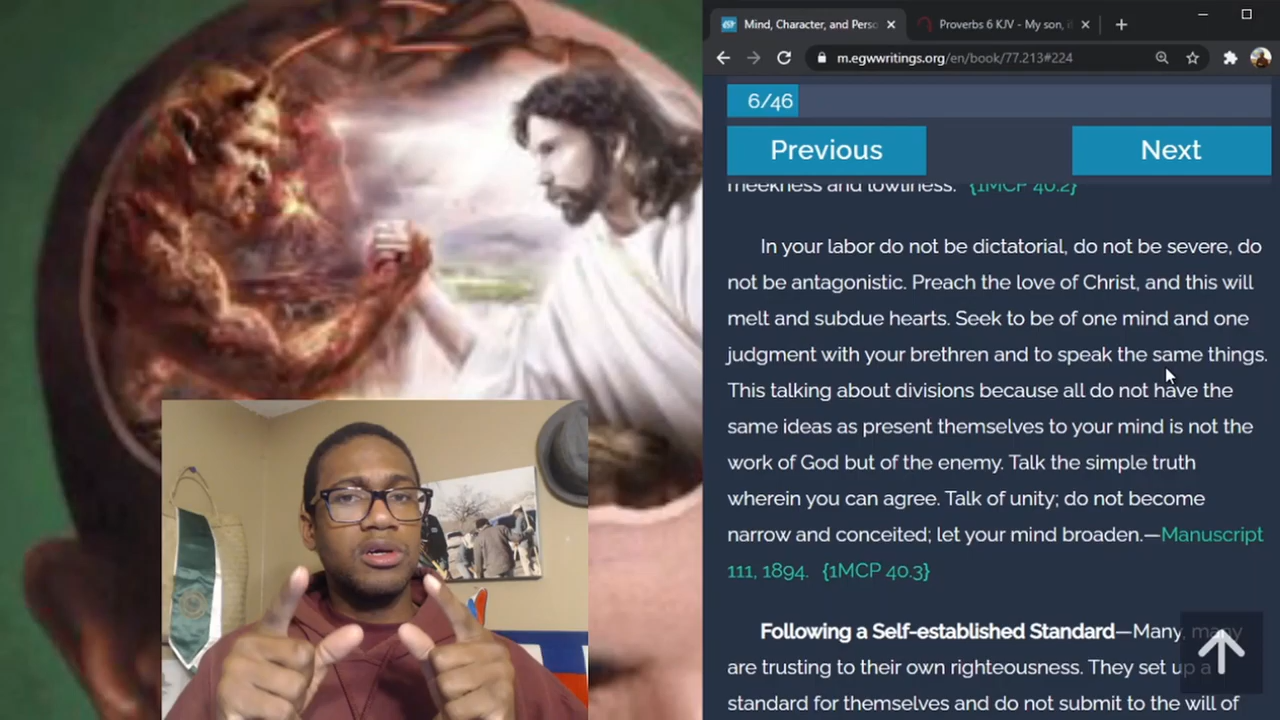 Mind, Character, and Perso
Proverbs 6 KJV - My son, i
m.egwwritings.org/en/book/77.213#224
6/46
Previous
Next
meekness and lowliness. {1MCP 40.2}
In your labor do not be dictatorial, do not be severe, do
not be antagonistic. Preach the love of Christ, and this will
melt and subdue hearts. Seek to be of one mind and one
judgment with your brethren and to speak the same things.
This talking about divisions because all do not have the
same ideas as present themselves to your mind is not the
work of God but of the enemy. Talk the simple truth
wherein you can agree. Talk of unity; do not become
narrow and conceited; let your mind broaden.—Manuscript
111, 1894. {1MCP 40.3}
Following a Self-established Standard—Many, many
are trusting to their own righteousness. They set up a
standard for themselves and do not submit to the will of